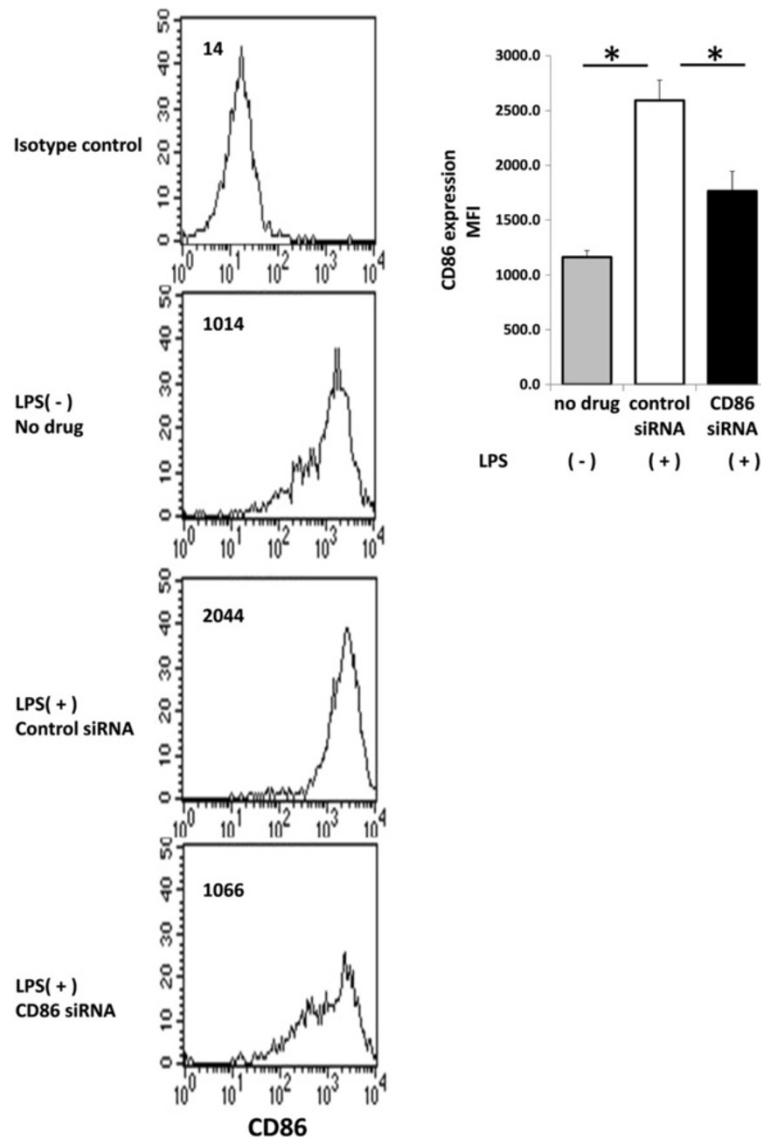 Isotype control
14
50
40
30
20
10
0
10^0 10^1 10^2 10^3 10^4
LPS( - )
No drug
1014
50
40
30
20
10
0
10^0 10^1 10^2 10^3 10^4
LPS( + )
Control siRNA
2044
50
40
30
20
10
0
10^0 10^1 10^2 10^3 10^4
LPS( + )
CD86 siRNA
1066
50
40
30
20
10
0
10^0 10^1 10^2 10^3 10^4
CD86
CD86 expression
MFI
3000.0
2500.0
2000.0
1500.0
1000.0
500.0
0.0
* *
no drug control CD86
siRNA siRNA
LPS ( - ) ( + ) ( + )